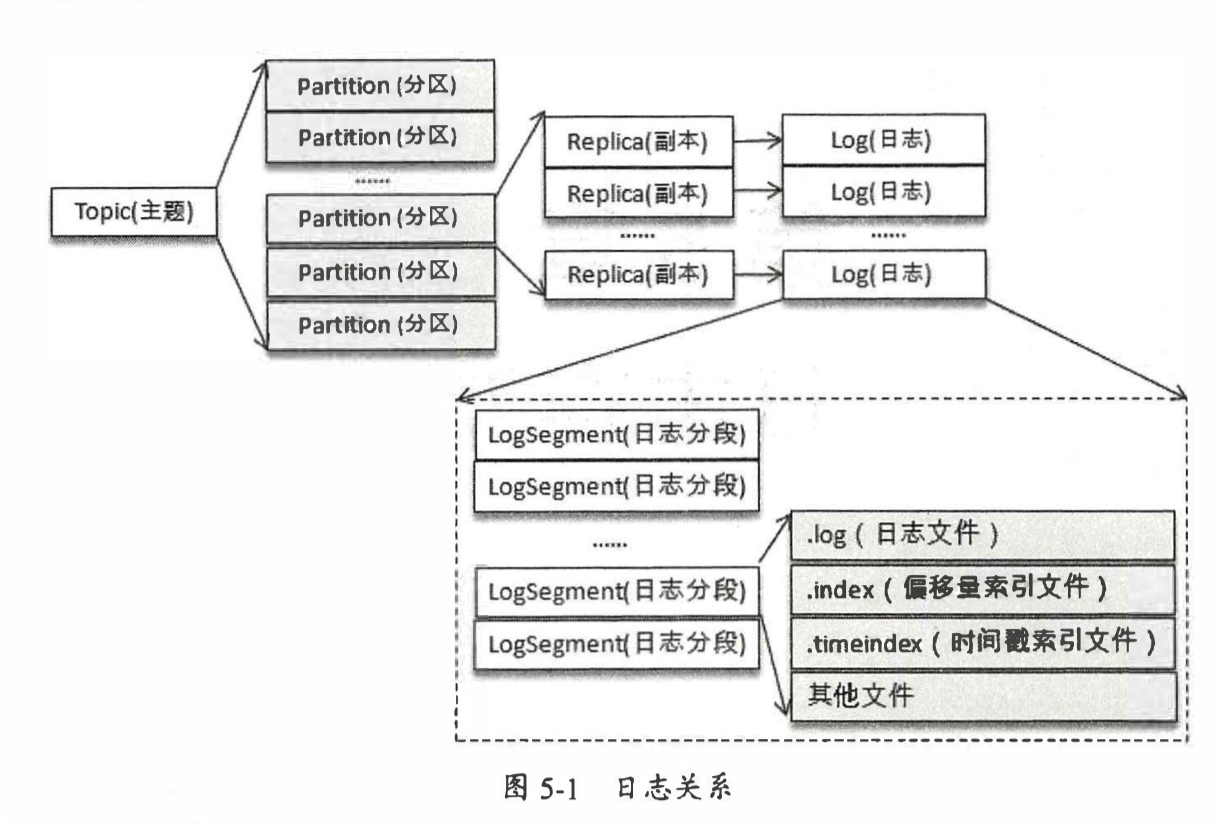 Topic(主题)
Partition (分区)
Partition (分区)
......
Partition (分区)
Partition (分区)
Partition (分区)
Replica(副本)
Replica(副本)
......
Replica(副本)
Log(日志)
Log(日志)
......
Log(日志)
LogSegment(日志分段)
LogSegment(日志分段)
......
LogSegment(日志分段)
LogSegment(日志分段)
.log ( 日志文件 )
.index ( 偏移量索引文件 )
.timeindex ( 时间戳索引文件 )
其他文件
图 5-1 日志关系